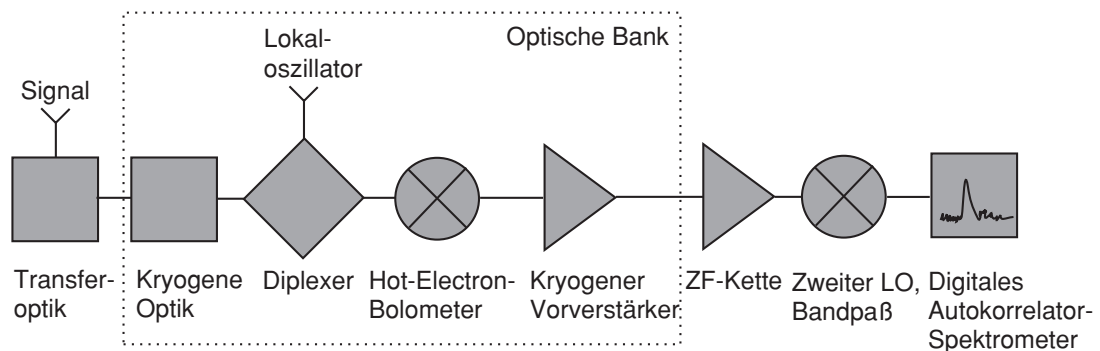 Optische Bank
Lokal-
oszillator
Signal
Transfer-
optik
Kryogene
Optik
Diplexer
Hot-Electron-
Bolometer
Kryogener
Vorverstärker
ZF-Kette
Zweiter LO,
Bandpaß
Digitales
Autokorrelator-
Spektrometer